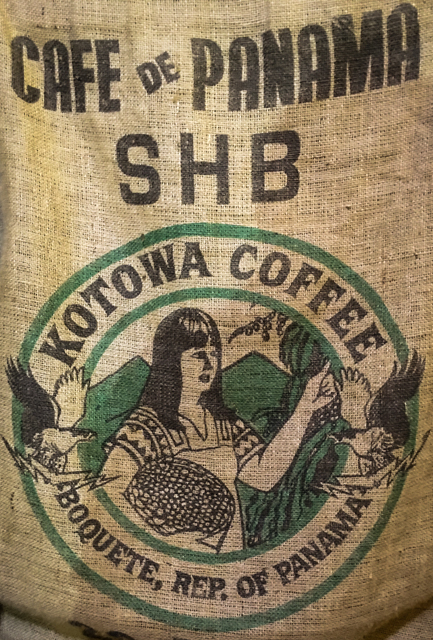 CAFE DE PANAMA
SHB
KOTOWA COFFEE
BOQUETE, REP. OF PANAMA